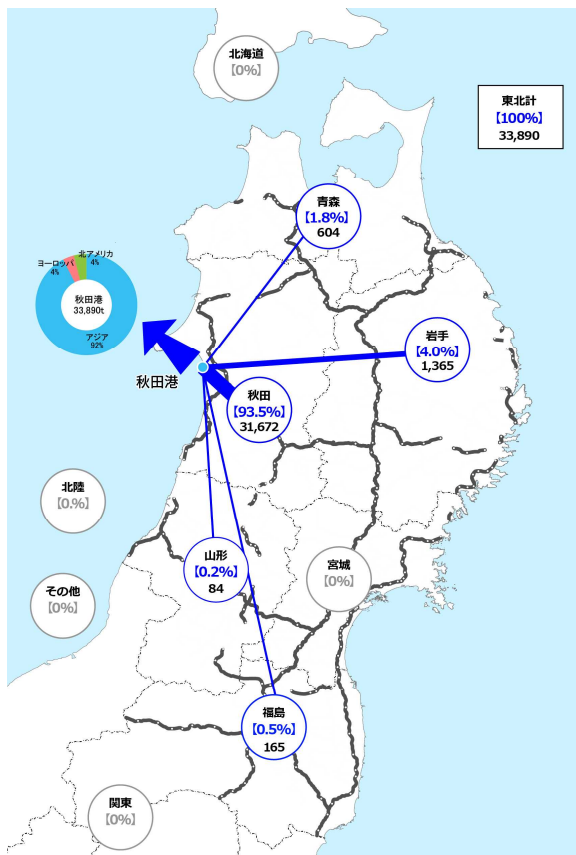 北海道
【0%】
東北計
【100%】
33,890
青森
【1.8%】
604
北アメリカ
4%
ヨーロッパ
4%
秋田港
33,890t
アジア
92%
岩手
【4.0%】
1,365
秋田港
秋田
【93.5%】
31,672
北陸
【0.%】
山形
【0.2%】
84
宮城
【0%】
その他
【0%】
福島
【0.5%】
165
関東
【0%】